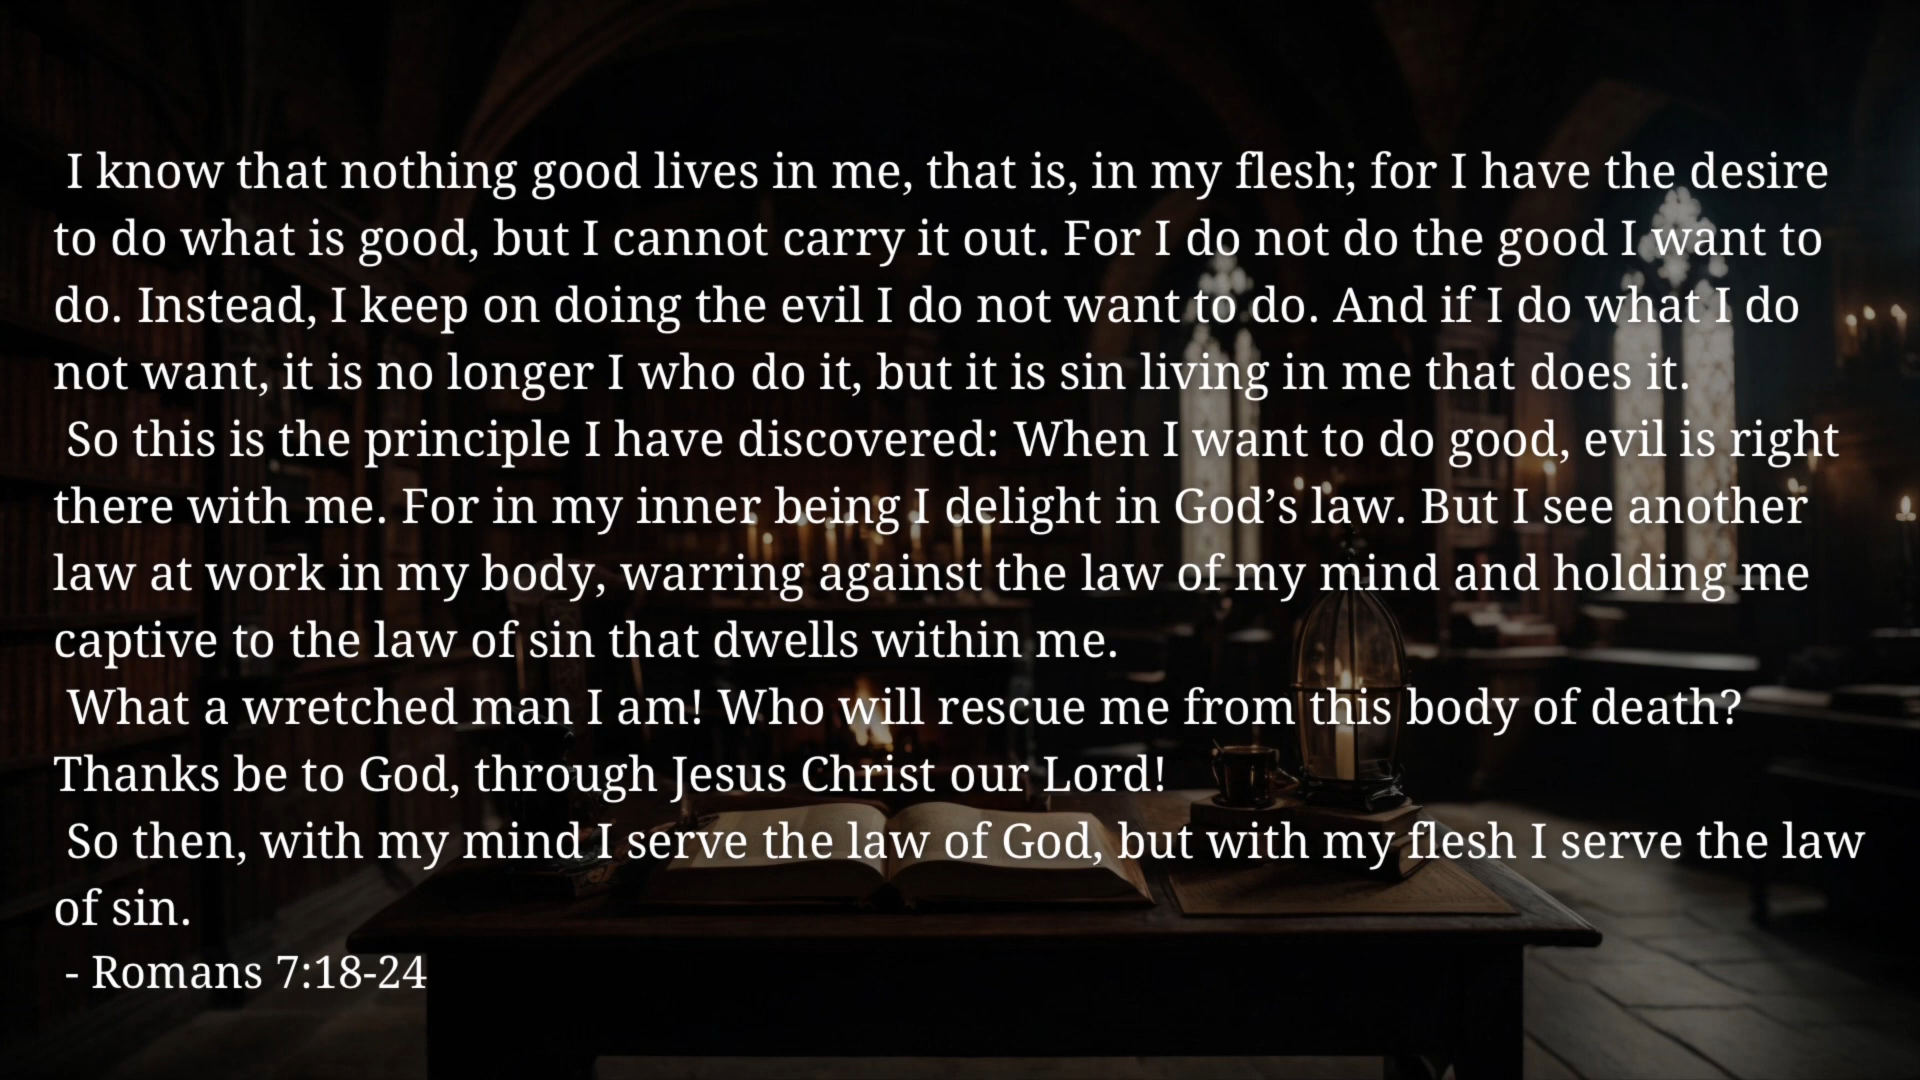 I know that nothing good lives in me, that is, in my flesh; for I have the desire
to do what is good, but I cannot carry it out. For I do not do the good I want to
do. Instead, I keep on doing the evil I do not want to do. And if I do what I do
not want, it is no longer I who do it, but it is sin living in me that does it.
So this is the principle I have discovered: When I want to do good, evil is right
there with me. For in my inner being I delight in God’s law. But I see another
law at work in my body, warring against the law of my mind and holding me
captive to the law of sin that dwells within me.
What a wretched man I am! Who will rescue me from this body of death?
Thanks be to God, through Jesus Christ our Lord!
So then, with my mind I serve the law of God, but with my flesh I serve the law
of sin.
- Romans 7:18-24